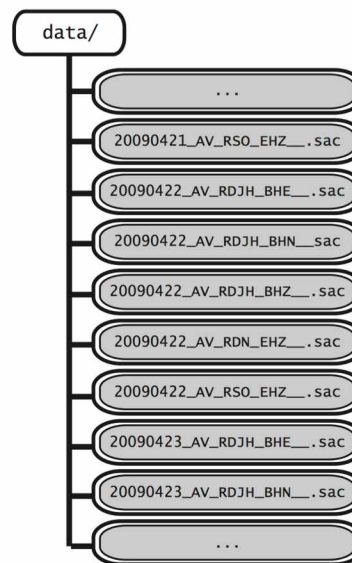 data/
...
20090421_AV_RSO_EHZ__.sac
20090422_AV_RDJH_BHE__.sac
20090422_AV_RDJH_BHN__sac
20090422_AV_RDJH_BHZ__.sac
20090422_AV_RDN_EHZ__.sac
20090422_AV_RSO_EHZ__.sac
20090423_AV_RDJH_BHE__.sac
20090423_AV_RDJH_BHN__.sac
...